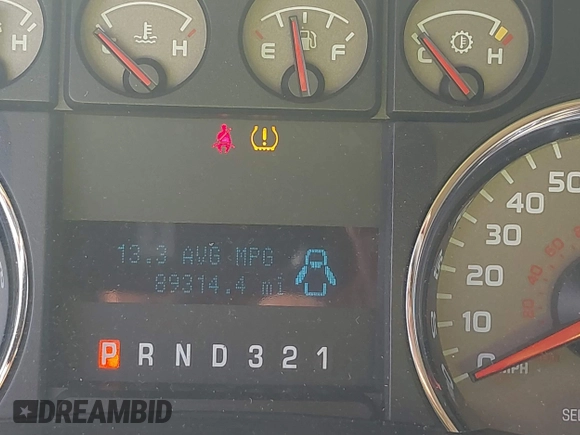 H
C H
E F
C H
13.3 AVG MPG
89314.4 mi
P R N D 3 2 1
50
40
30
20
10
0
MPH
DREAMBID